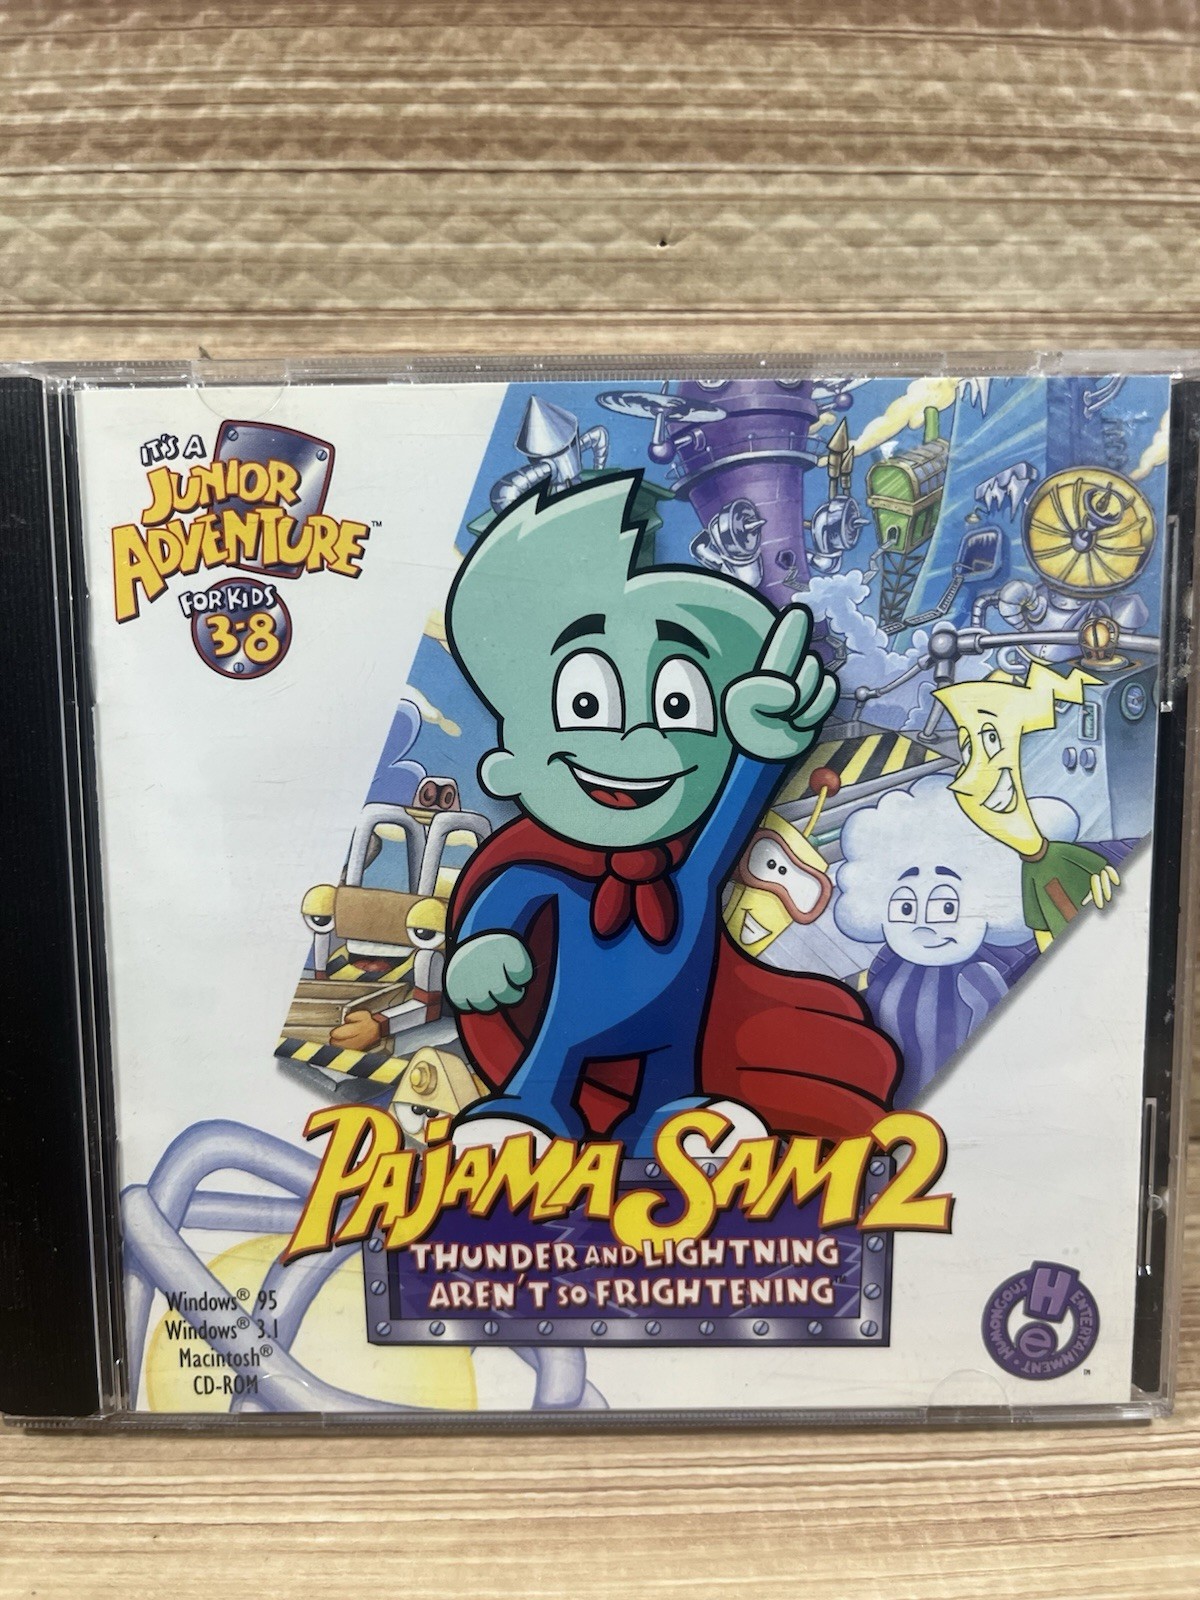 IT'S A
JUNIOR
ADVENTURE™
FOR KIDS
3-8
PAJAMA SAM 2
THUNDER AND LIGHTNING
AREN'T SO FRIGHTENING™
Windows® 95
Windows® 3.1
Macintosh®
CD-ROM
He
HUMONGOUS ENTERTAINMENT •
™